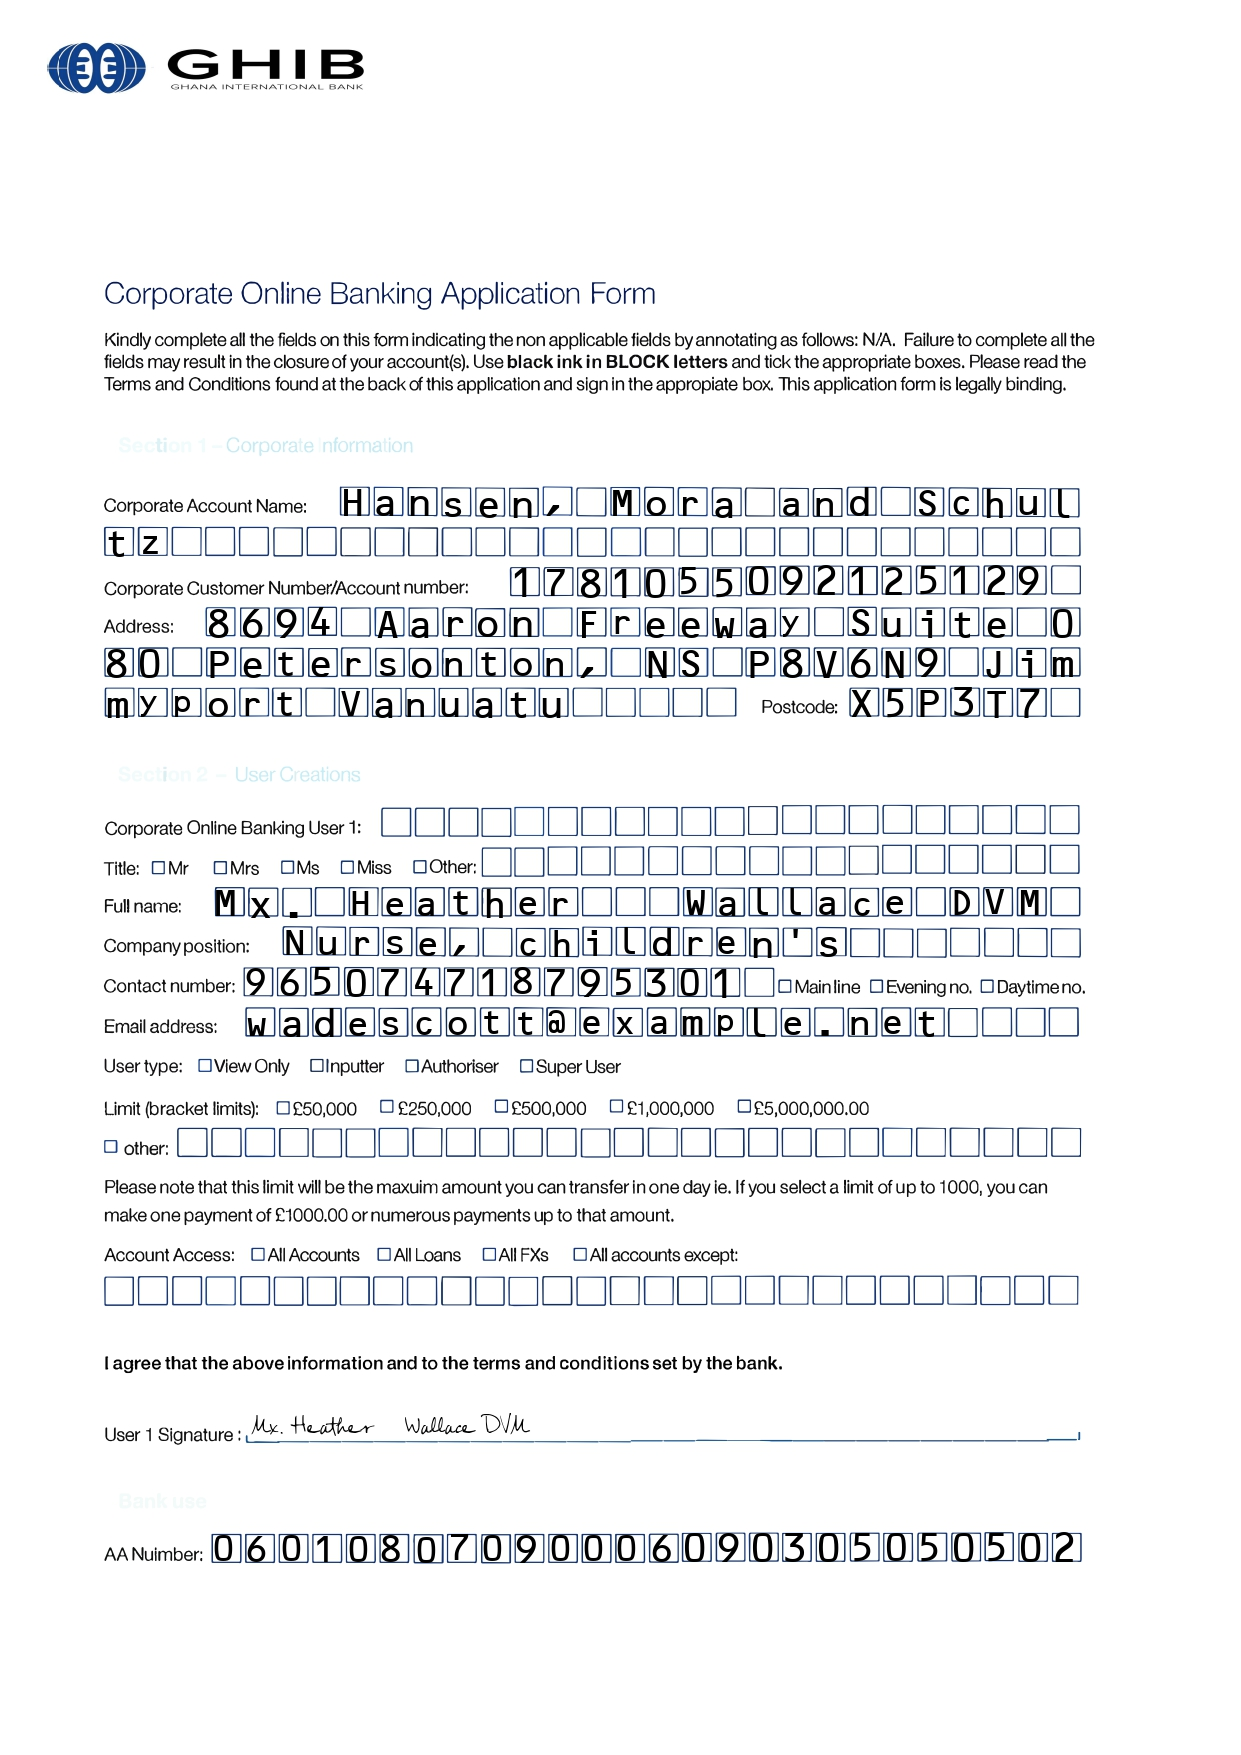 GHIB
GHANA INTERNATIONAL BANK
Corporate Online Banking Application Form
Kindly complete all the fields on this form indicating the non applicable fields by annotating as follows: N/A. Failure to complete all the
fields may result in the closure of your account(s). Use black ink in BLOCK letters and tick the appropriate boxes. Please read the
Terms and Conditions found at the back of this application and sign in the appropiate box. This application form is legally binding.
Section 1 – Corporate Information
Corporate Account Name: Hansen, Mora and Schul
tz
Corporate Customer Number/Account number: 1781055092125129
Address: 8694 Aaron Freeway Suite 0
80 Petersonton, NS P8V6N9 Jim
myport Vanuatu Postcode: X5P3T7
Section 2 – User Creations
Corporate Online Banking User 1:
Title: Mr Mrs Ms Miss Other:
Full name: Mx. Heather Wallace DVM
Company position: Nurse, children's
Contact number: 965074718795301 Main line Evening no. Daytime no.
Email address: wadescott@example.net
User type: View Only Inputter Authoriser Super User
Limit (bracket limits): £50,000 £250,000 £500,000 £1,000,000 £5,000,000.00
other:
Please note that this limit will be the maxuim amount you can transfer in one day ie. If you select a limit of up to 1000, you can
make one payment of £1000.00 or numerous payments up to that amount.
Account Access: All Accounts All Loans All FXs All accounts except:
I agree that the above information and to the terms and conditions set by the bank.
User 1 Signature : Mx. Heather Wallace DVM
Bank use
AA Nuimber: 06010807090006090305050502